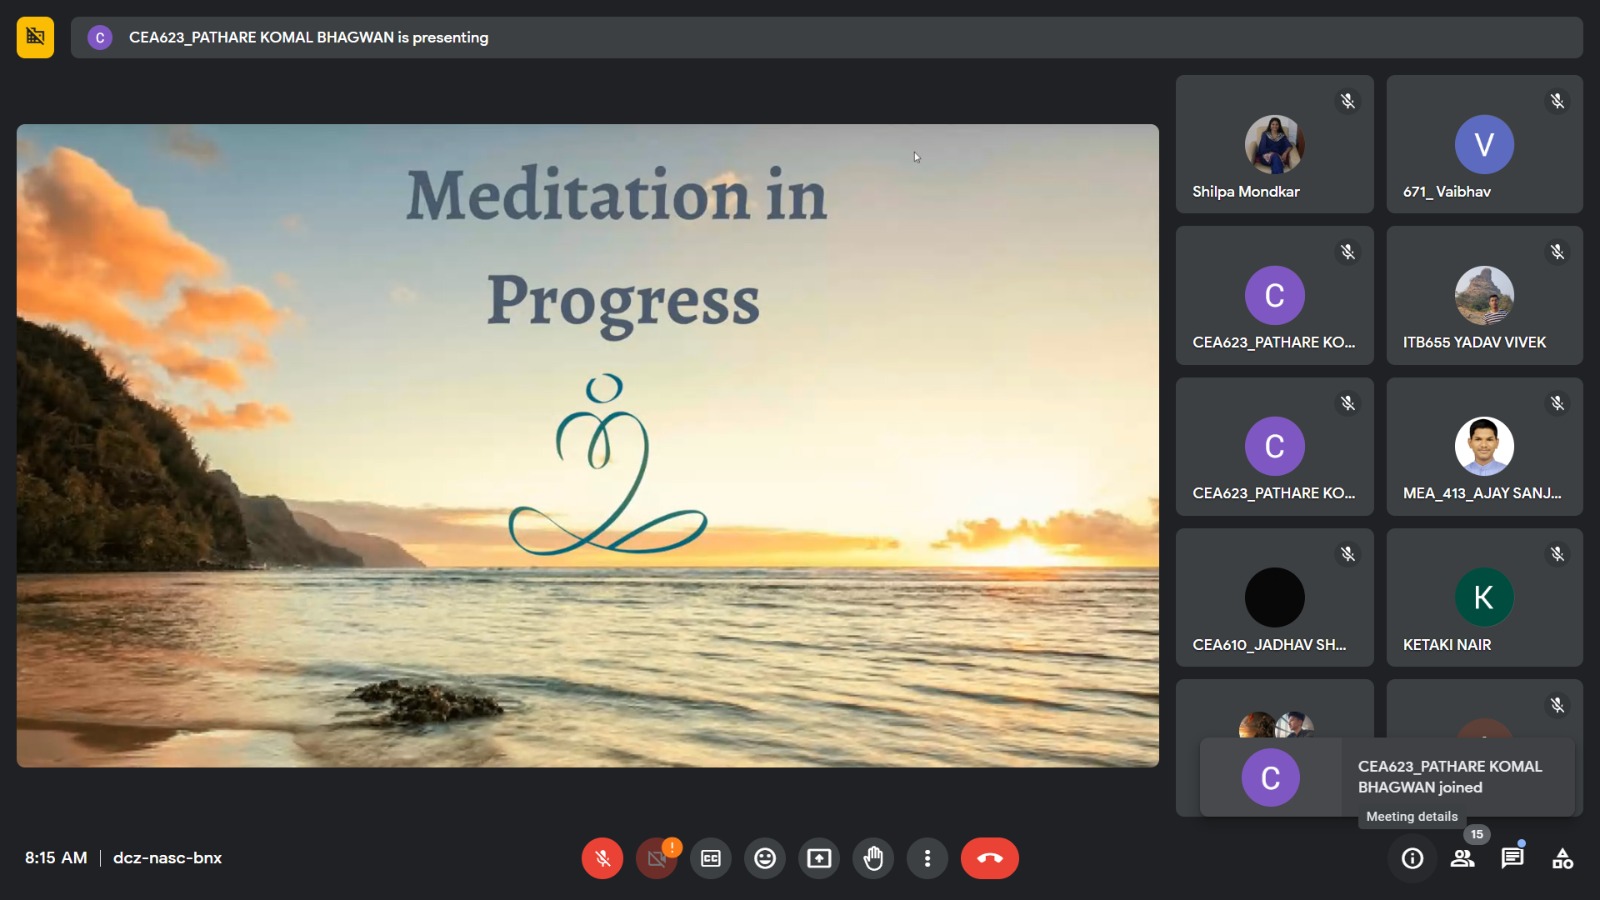 C CEA623_PATHARE KOMAL BHAGWAN is presenting
Meditation in
Progress
Shilpa Mondkar
V
671_ Vaibhav
C
CEA623_PATHARE KO...
ITB655 YADAV VIVEK
C
CEA623_PATHARE KO...
MEA_413_AJAY SANJ...
CEA610_JADHAV SH...
K
KETAKI NAIR
C
CEA623_PATHARE KOMAL
BHAGWAN joined
Meeting details
15
8:15 AM | dcz-nasc-bnx
CC
!